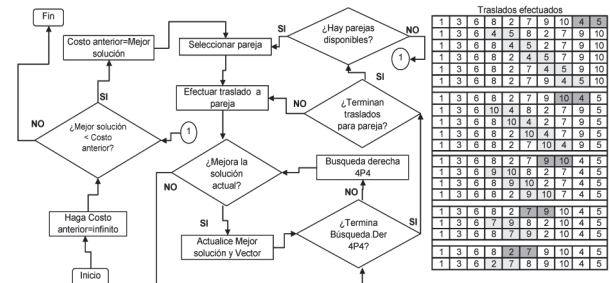 Fin
Costo anterior=Mejor
solución
Seleccionar pareja
¿Hay parejas
disponibles?
SI
NO
1
Efectuar traslado a
pareja
SI
NO
¿Terminan
traslados
para pareja?
SI
NO
¿Mejor solución
< Costo
anterior?
1
¿Mejora la
solución
actual?
NO
SI
Busqueda derecha
4P4
NO
¿Termina
Búsqueda.Der
4P4?
SI
Actualice Mejor
solución y Vector
Haga Costo
anterior=infinito
Inicio
Traslados efectuados
1 3 6 8 2 7 9 10 4 5
1 3 6 4 5 8 2 7 9 10
1 3 6 8 4 5 2 7 9 10
1 3 6 8 2 4 5 7 9 10
1 3 6 8 2 7 4 5 9 10
1 3 6 8 2 7 9 4 5 10
1 3 6 8 2 7 9 10 4 5
1 3 6 10 4 8 2 7 9 5
1 3 6 8 10 4 2 7 9 5
1 3 6 8 2 10 4 7 9 5
1 3 6 8 2 7 10 4 9 5
1 3 6 8 2 7 9 10 4 5
1 3 6 9 10 8 2 7 4 5
1 3 6 8 9 10 2 7 4 5
1 3 6 8 2 9 10 7 4 5
1 3 6 8 2 7 9 10 4 5
1 3 6 7 9 8 2 10 4 5
1 3 6 8 7 9 2 10 4 5
1 3 6 8 2 7 9 10 4 5
1 3 6 2 7 8 9 10 4 5